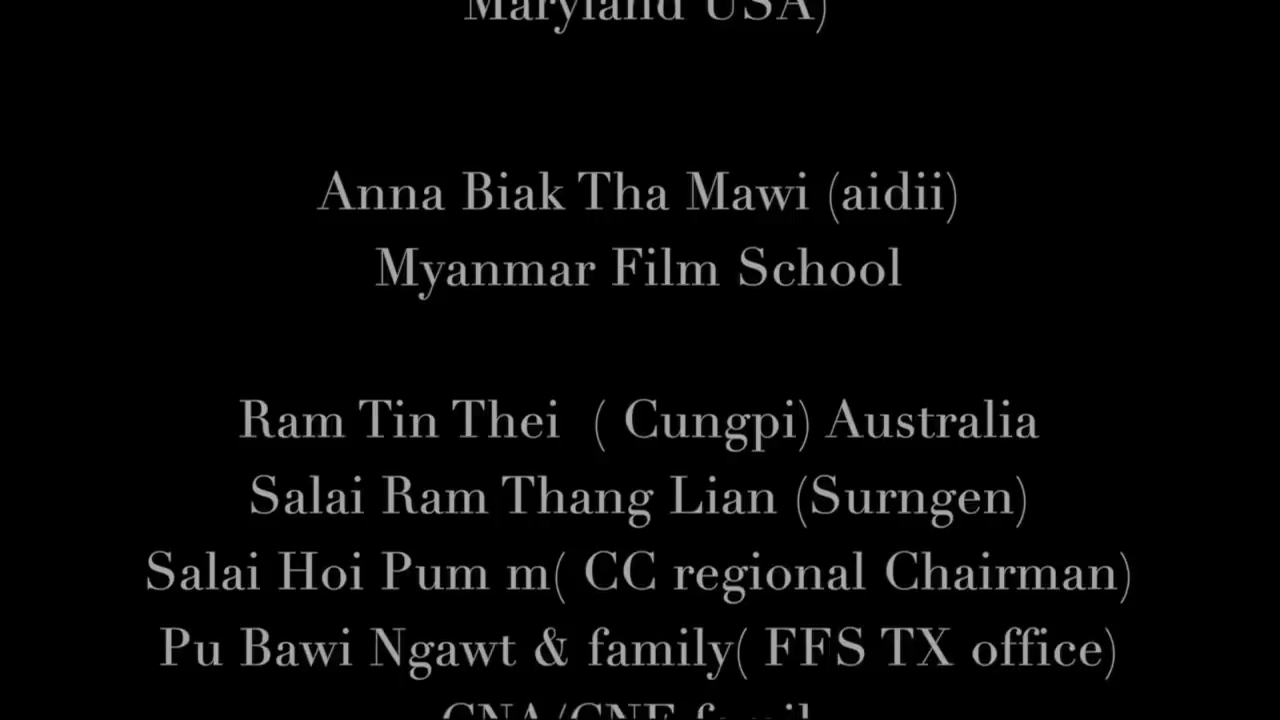 Maryland USA)
Anna Biak Tha Mawi (aidii)
Myanmar Film School
Ram Tin Thei  ( Cungpi) Australia
Salai Ram Thang Lian (Surngen)
Salai Hoi Pum m( CC regional Chairman)
Pu Bawi Ngawt & family( FFS TX office)